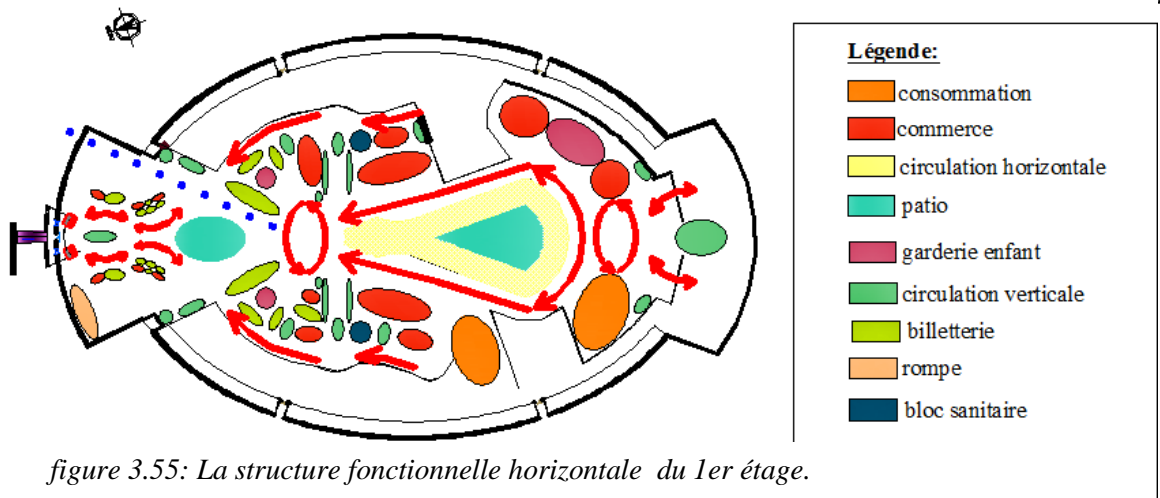 Légende:
consommation
commerce
circulation horizontale
patio
garderie enfant
circulation verticale
billetterie
rompe
bloc sanitaire
figure 3.55: La structure fonctionnelle horizontale du 1er étage.